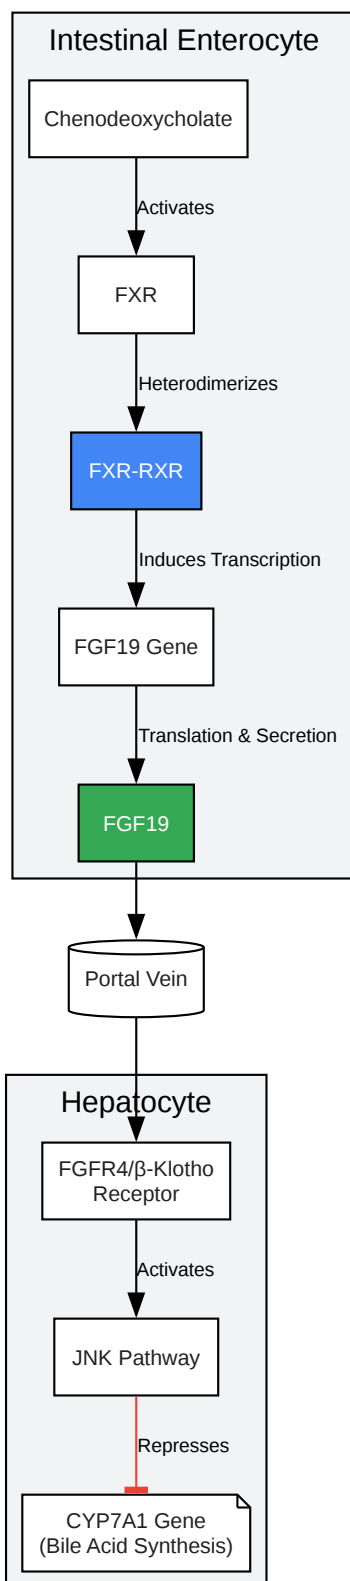 Intestinal Enterocyte
Chenodeoxycholate
Activates
FXR
Heterodimerizes
FXR-RXR
Induces Transcription
FGF19 Gene
Translation & Secretion
FGF19
Portal Vein
Hepatocyte
FGFR4/β-Klotho
Receptor
Activates
JNK Pathway
Represses
CYP7A1 Gene
(Bile Acid Synthesis)